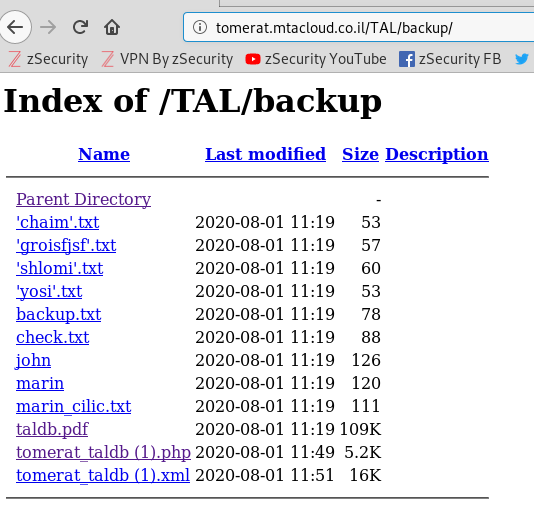 tomerat.mtacloud.co.il/TAL/backup/
zSecurity VPN By zSecurity zSecurity YouTube zSecurity FB
Index of /TAL/backup
Name Last modified Size Description
Parent Directory -
'chaim'.txt 2020-08-01 11:19 53
'groisfjsf'.txt 2020-08-01 11:19 57
'shlomi'.txt 2020-08-01 11:19 60
'yosi'.txt 2020-08-01 11:19 53
backup.txt 2020-08-01 11:19 78
check.txt 2020-08-01 11:19 88
john 2020-08-01 11:19 126
marin 2020-08-01 11:19 120
marin_cilic.txt 2020-08-01 11:19 111
taldb.pdf 2020-08-01 11:19 109K
tomerat_taldb (1).php 2020-08-01 11:49 5.2K
tomerat_taldb (1).xml 2020-08-01 11:51 16K